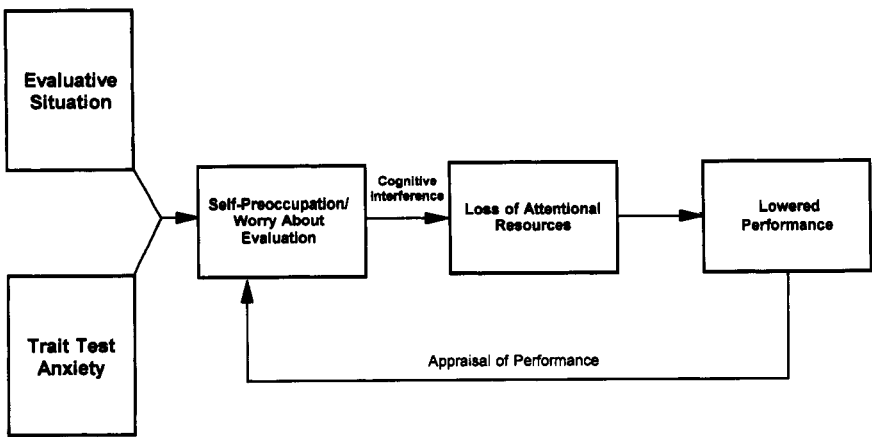 Evaluative
Situation
Self-Preoccupation/
Worry About
Evaluation
Cognitive
Interference
Loss of Attentional
Resources
Lowered
Performance
Trait Test
Anxiety
Appraisal of Performance